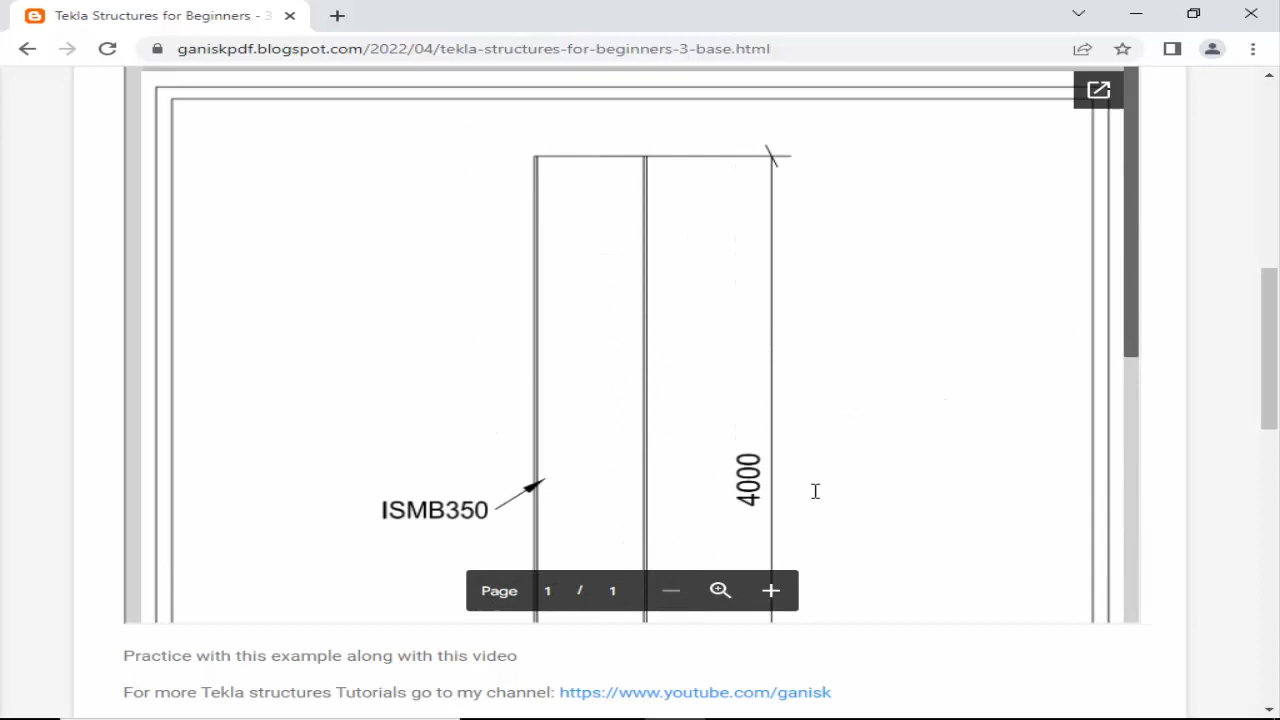 Tekla Structures for Beginners - 3
ganiskpdf.blogspot.com/2022/04/tekla-structures-for-beginners-3-base.html
ISMB350
4000
Page 1 / 1
Practice with this example along with this video
For more Tekla structures Tutorials go to my channel: https://www.youtube.com/ganisk